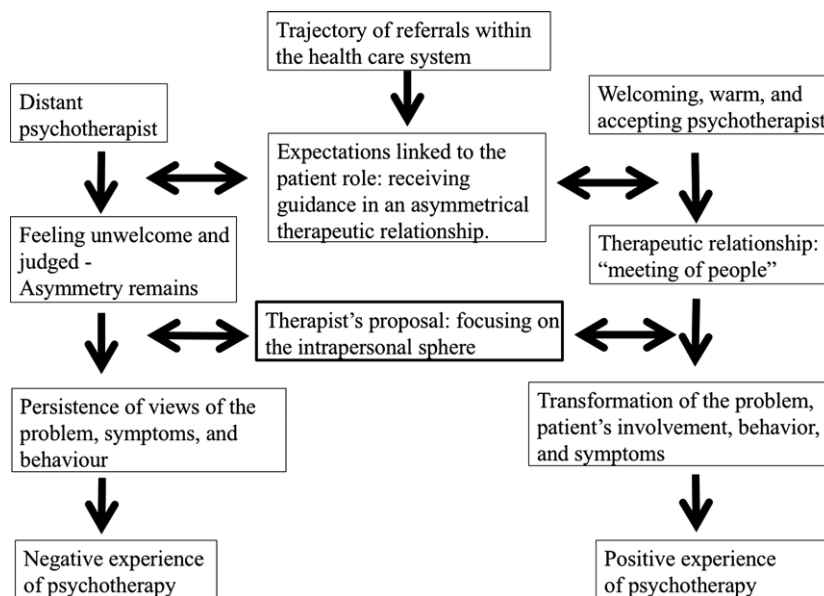 Trajectory of referrals within
the health care system
Distant
psychotherapist
Welcoming, warm, and
accepting psychotherapist
Expectations linked to the
patient role: receiving
guidance in an asymmetrical
therapeutic relationship.
Feeling unwelcome and
judged -
Asymmetry remains
Therapeutic relationship:
“meeting of people”
Therapist’s proposal: focusing on
the intrapersonal sphere
Persistence of views of the
problem, symptoms, and
behaviour
Transformation of the problem,
patient’s involvement, behavior,
and symptoms
Negative experience
of psychotherapy
Positive experience
of psychotherapy